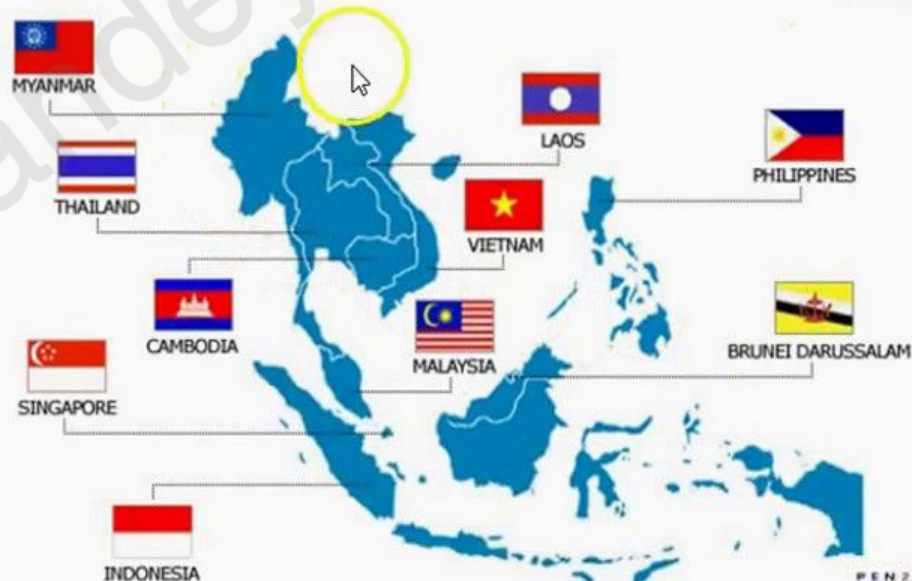 MYANMAR
LAOS
PHILIPPINES
THAILAND
VIETNAM
CAMBODIA
MALAYSIA
BRUNEI DARUSSALAM
SINGAPORE
INDONESIA